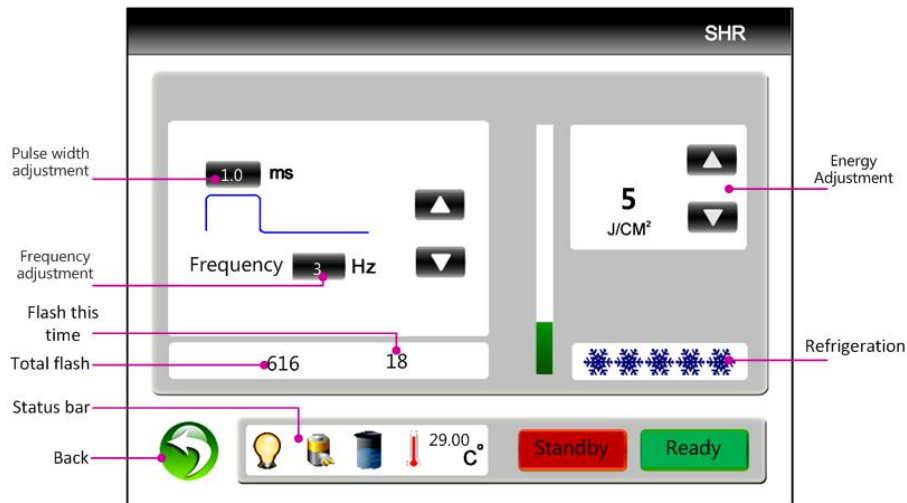 SHR
Pulse width
adjustment
1.0 ms
Energy
Adjustment
5
J/CM²
Frequency
adjustment
Frequency 3 Hz
Flash this
time
Total flash
616 18
Refrigeration
Status bar
Back
29.00
C°
Standby
Ready